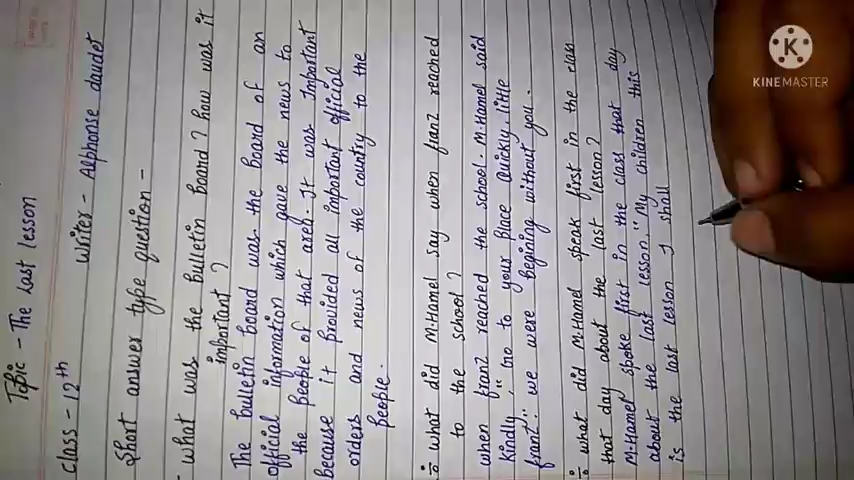 Topic - The Last lesson
class - 12th
writer - Alphonse daudet
Short answer type question -
- what was the bulletin board? how was it
important?
The bulletin board was the board of an
official information which gave the news to
the people of that area. It was Important
because it provided all important official
orders and news of the country to the
people.
what did M.Hamel say when franz reached
to the school?
when franz reached the school. M.Hamel said
kindly, "Go to your place quickly little
franz". we were begining without you.
what did M.Hamel speak first in the class
that day about the last lesson?
M.Hamel spoke first in the class that day
about the last lesson." My children this
is the last lesson I shall
KINEMASTER